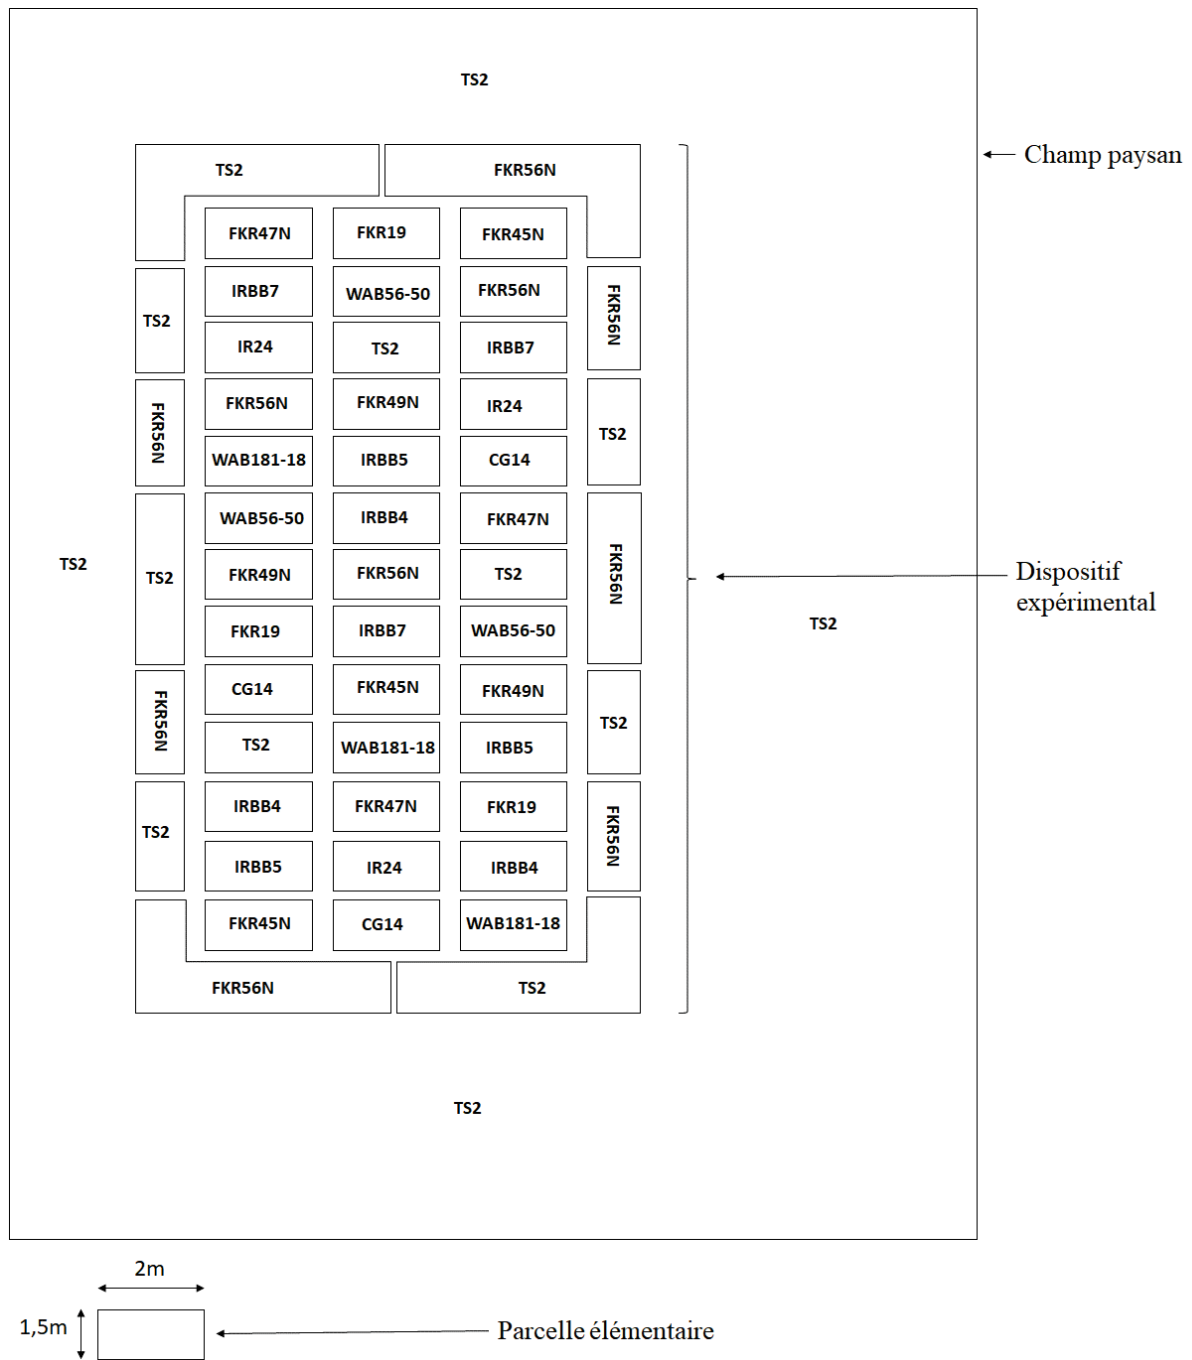 TS2
Champ paysan
TS2
FKR56N
FKR47N
FKR19
FKR45N
IRBB7
WAB56-50
FKR56N
TS2
FKR56N
IR24
TS2
IRBB7
FKR56N
FKR49N
IR24
FKR56N
TS2
WAB181-18
IRBB5
CG14
WAB56-50
IRBB4
FKR47N
TS2
TS2
FKR49N
FKR56N
TS2
FKR56N
Dispositif
expérimental
TS2
FKR19
IRBB7
WAB56-50
CG14
FKR45N
FKR49N
FKR56N
TS2
TS2
WAB181-18
IRBB5
IRBB4
FKR47N
FKR19
TS2
FKR56N
IRBB5
IR24
IRBB4
FKR45N
CG14
WAB181-18
FKR56N
TS2
TS2
2m
1,5m
Parcelle élémentaire